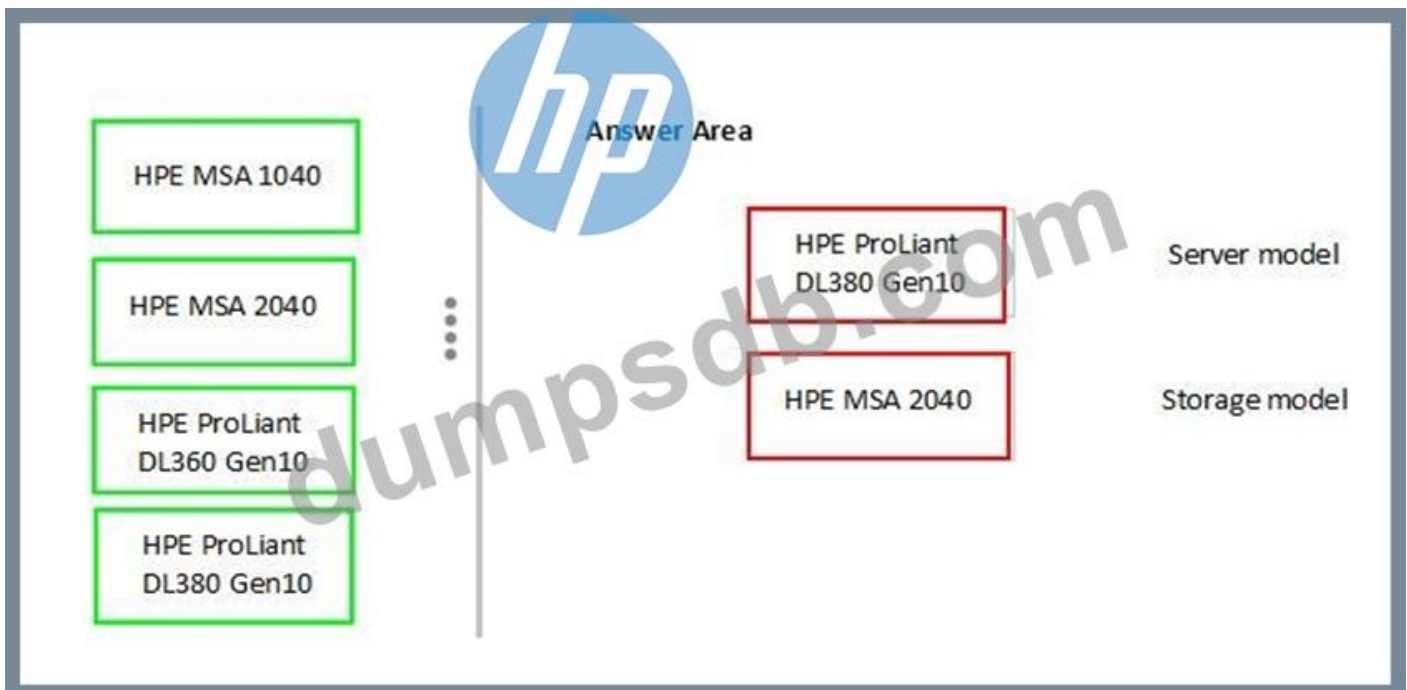 hp
Answer Area
HPE MSA 1040
HPE MSA 2040
HPE ProLiant
DL360 Gen10
HPE ProLiant
DL380 Gen10
HPE ProLiant
DL380 Gen10
Server model
HPE MSA 2040
Storage model
dumpsdb.com